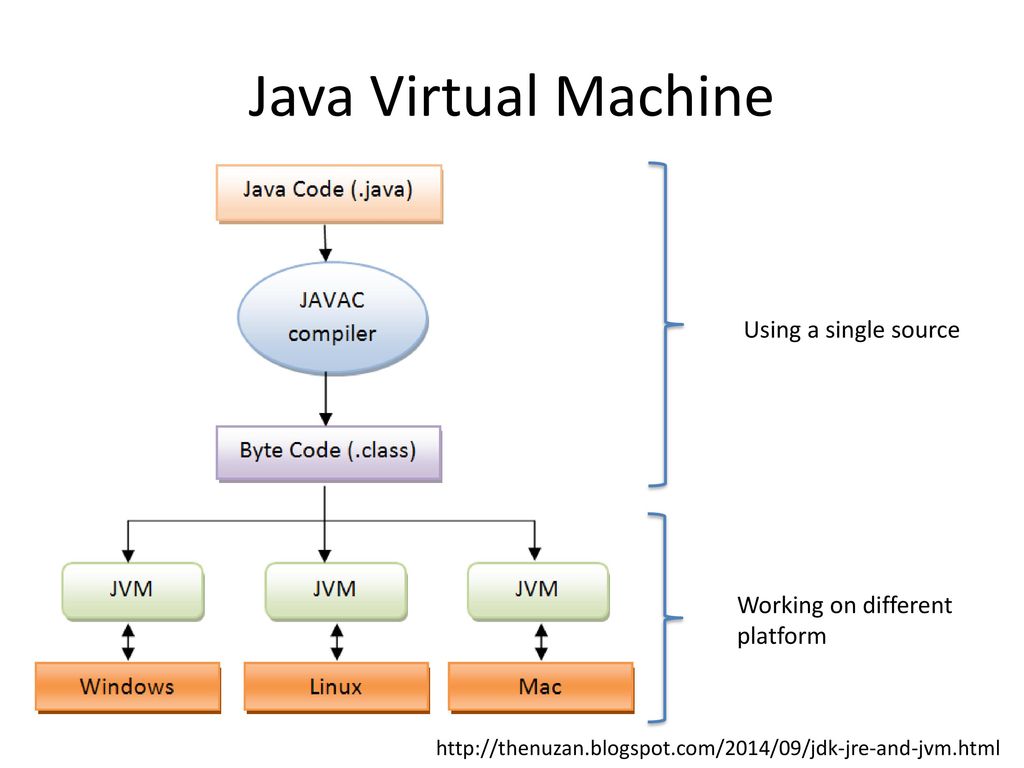 Java Virtual Machine
Java Code (.java)
JAVAC
compiler
Using a single source
Byte Code (.class)
JVM
JVM
JVM
Working on different
platform
Windows
Linux
Mac
http://thenuzan.blogspot.com/2014/09/jdk-jre-and-jvm.html